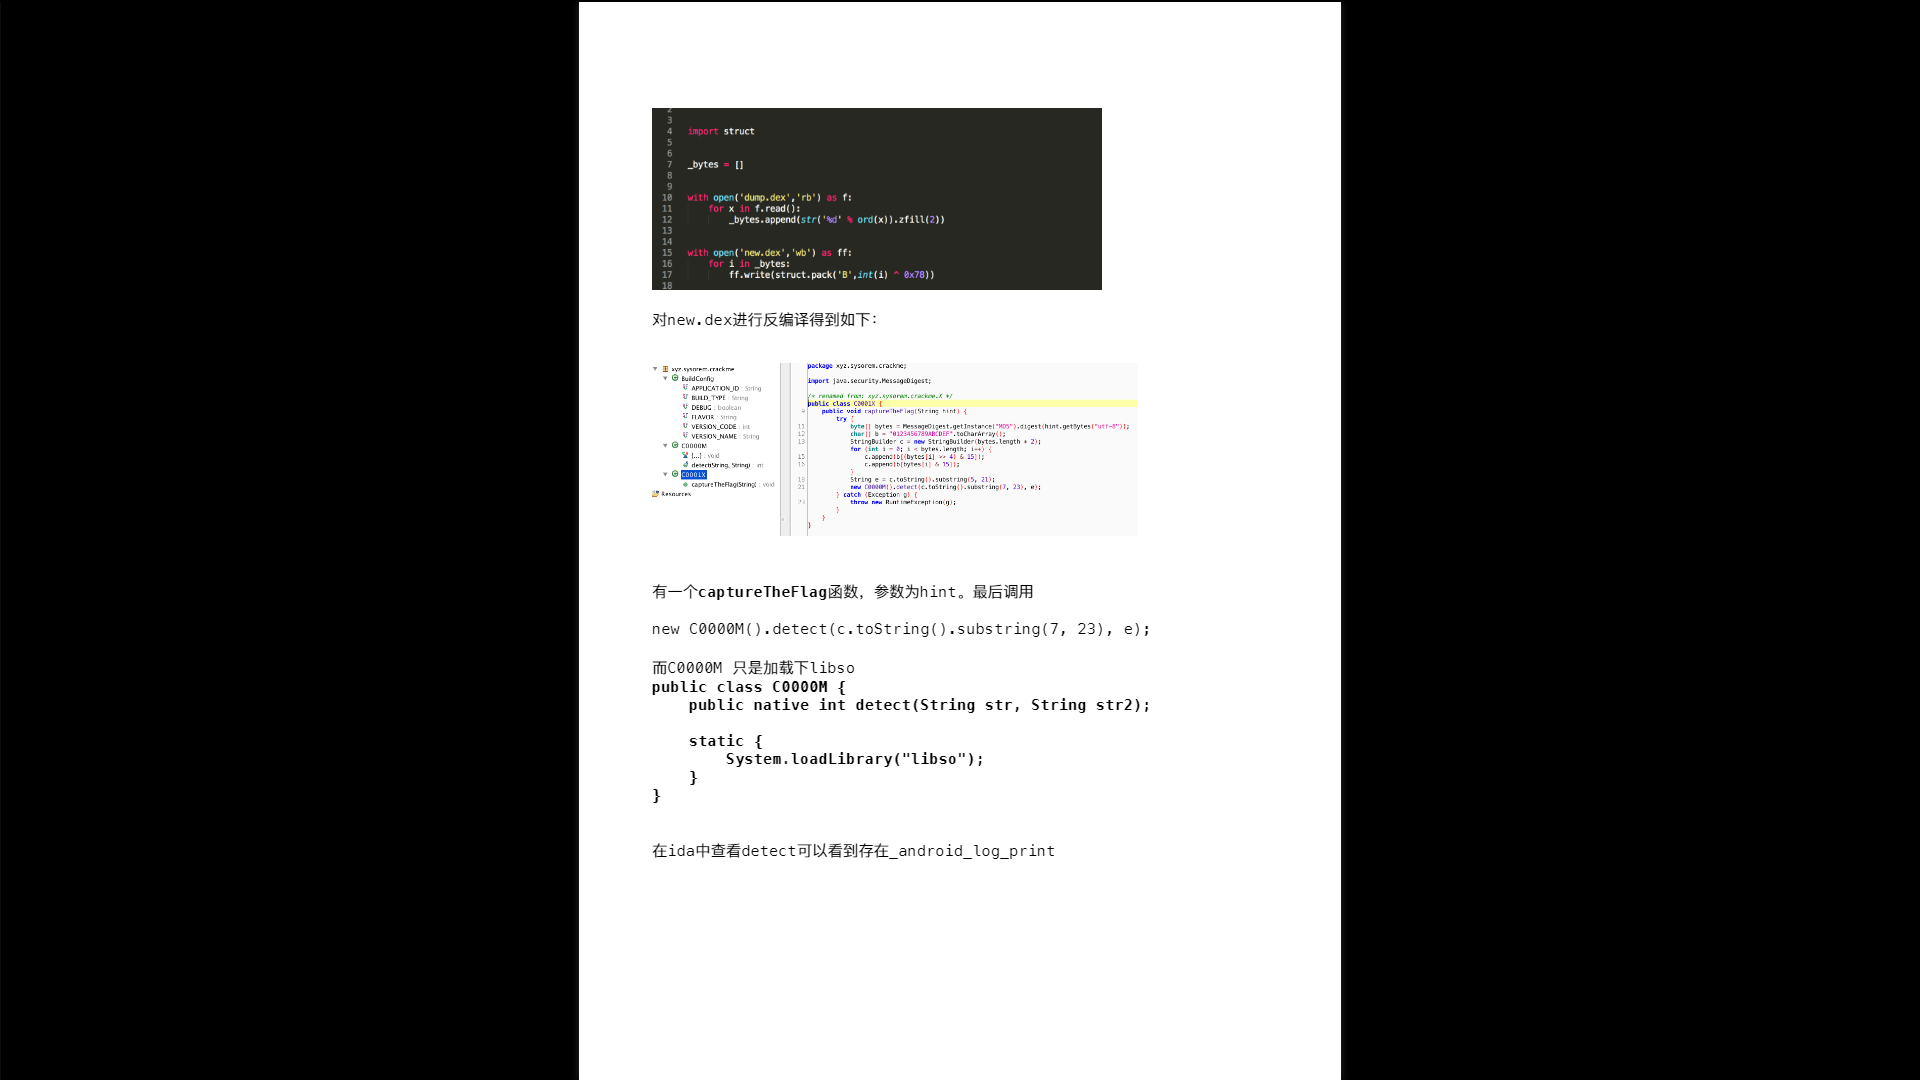 2
3
4 import struct
5
6
7 _bytes = []
8
9
10 with open('dump.dex','rb') as f:
11 for x in f.read():
12 _bytes.append(str('%d' % ord(x)).zfill(2))
13
14
15 with open('new.dex','wb') as ff:
16 for i in _bytes:
17 ff.write(struct.pack('B',int(i) ^ 0x78))
18
对new.dex进行反编译得到如下：
xyz.sysorem.crackme
BuildConfig
APPLICATION_ID : String
BUILD_TYPE : String
DEBUG : boolean
FLAVOR : String
VERSION_CODE : int
VERSION_NAME : String
C0000M
{...} : void
detect(String, String) : int
C0001X
captureTheFlag(String) : void
Resources
package xyz.sysorem.crackme;
import java.security.MessageDigest;
/* renamed from: xyz.sysorem.crackme.X */
public class C0001X {
9 public void captureTheFlag(String hint) {
try {
11 byte[] bytes = MessageDigest.getInstance("MD5").digest(hint.getBytes("utf-8"));
12 char[] b = "0123456789ABCDEF".toCharArray();
13 StringBuilder c = new StringBuilder(bytes.length * 2);
for (int i = 0; i < bytes.length; i++) {
15 c.append(b[(bytes[i] >> 4) & 15]);
16 c.append(b[bytes[i] & 15]);
}
18 String e = c.toString().substring(5, 21);
21 new C0000M().detect(c.toString().substring(7, 23), e);
} catch (Exception g) {
23 throw new RuntimeException(g);
}
}
}
有一个captureTheFlag函数，参数为hint。最后调用
new C0000M().detect(c.toString().substring(7, 23), e);
而C0000M 只是加载下libso
public class C0000M {
public native int detect(String str, String str2);
static {
System.loadLibrary("libso");
}
}
在ida中查看detect可以看到存在_android_log_print